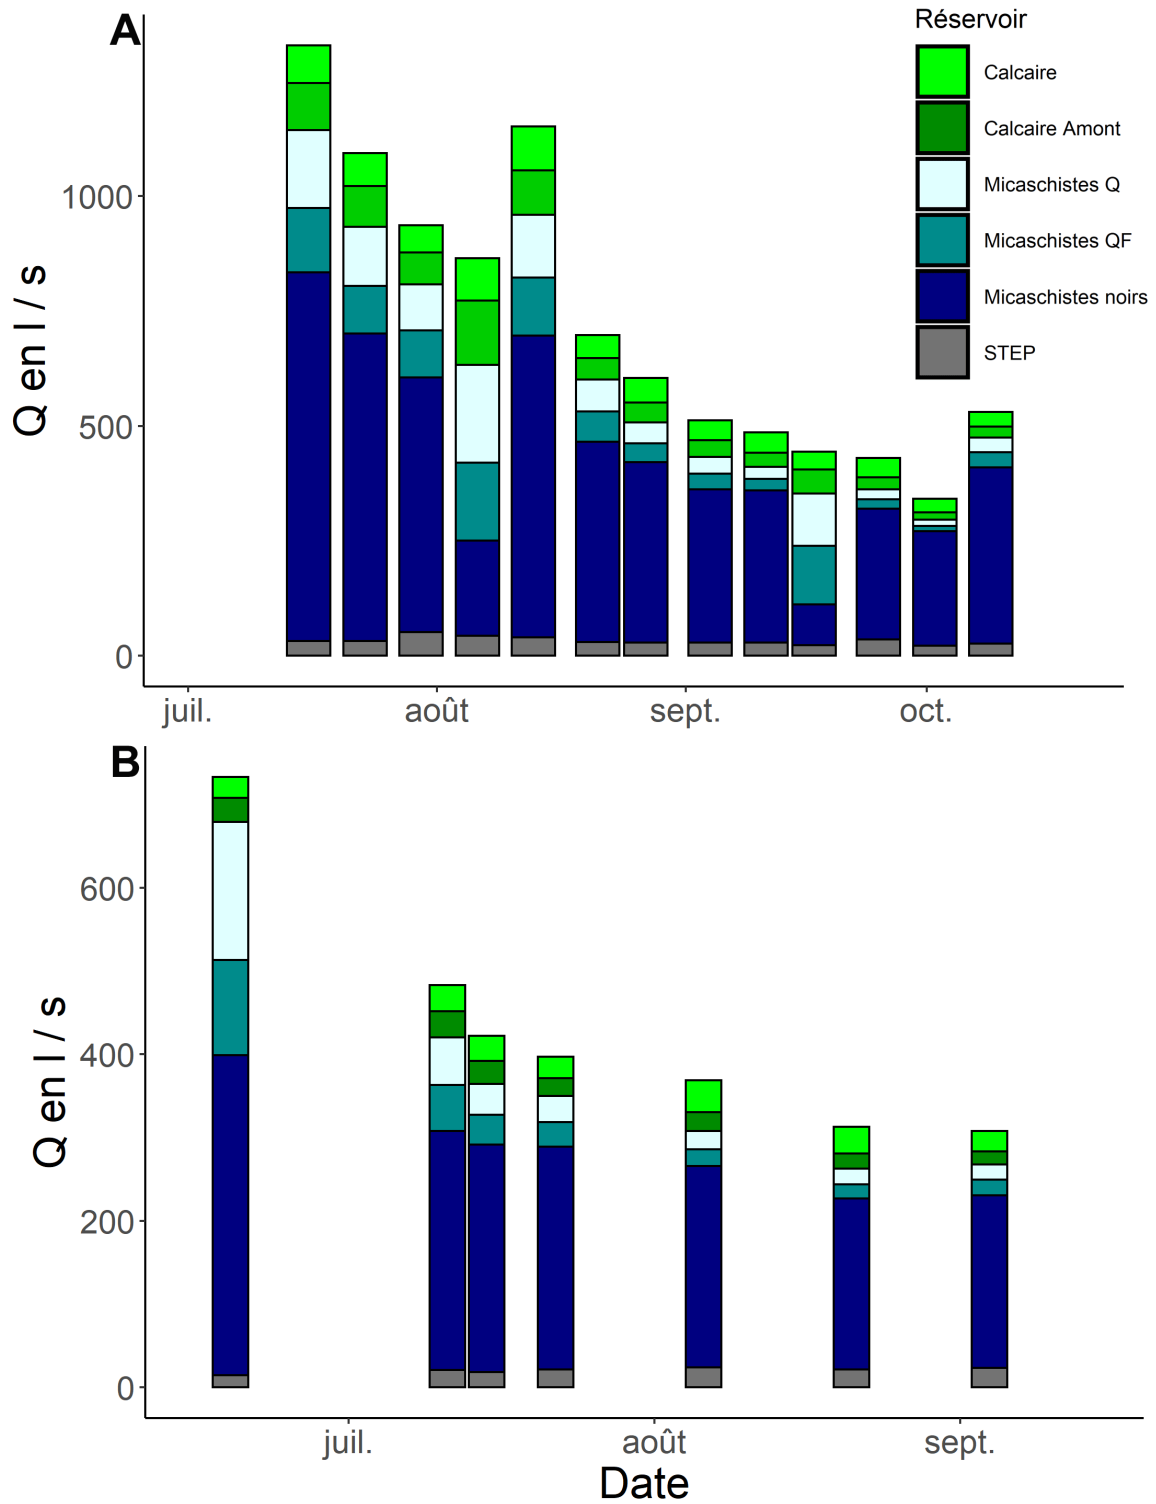 A
Réservoir
Calcaire
Calcaire Amont
Micaschistes Q
Micaschistes QF
Micaschistes noirs
STEP
Q en l / s
1000
500
0
juil. août sept. oct.
B
Q en l / s
600
400
200
0
juil. août sept.
Date